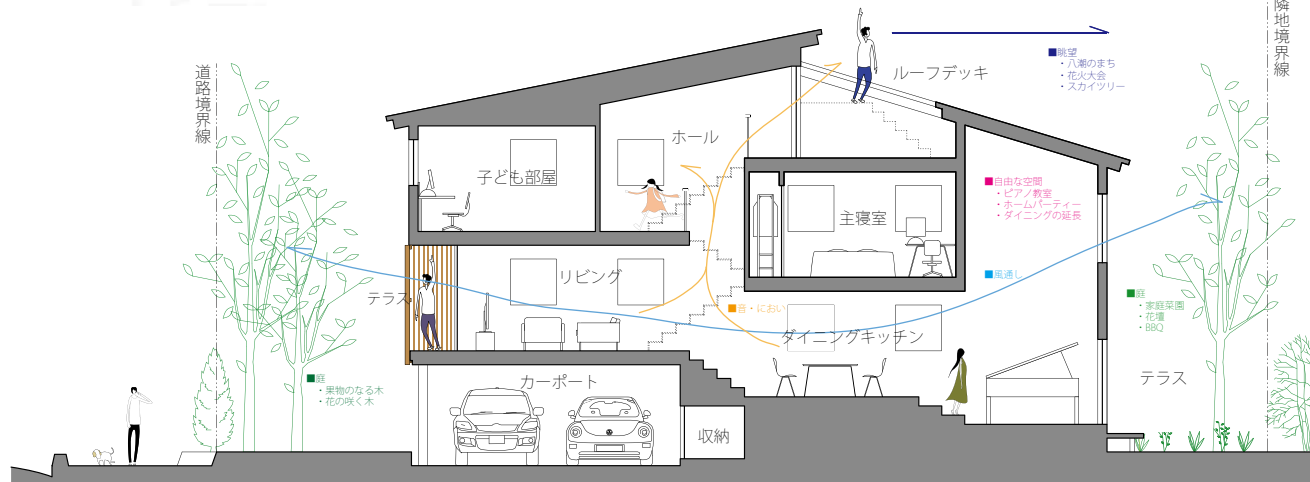 道路境界線
隣地境界線
ルーフデッキ
■眺望
・八潮のまち
・花火大会
・スカイツリー
ホール
子ども部屋
主寝室
■自由な空間
・ピアノ教室
・ホームパーティー
・ダイニングの延長
リビング
テラス
■風通し
■音・におい
ダイニングキッチン
■庭
・家庭菜園
・花壇
・BBQ
テラス
カーポート
■庭
・果物のなる木
・花の咲く木
収納